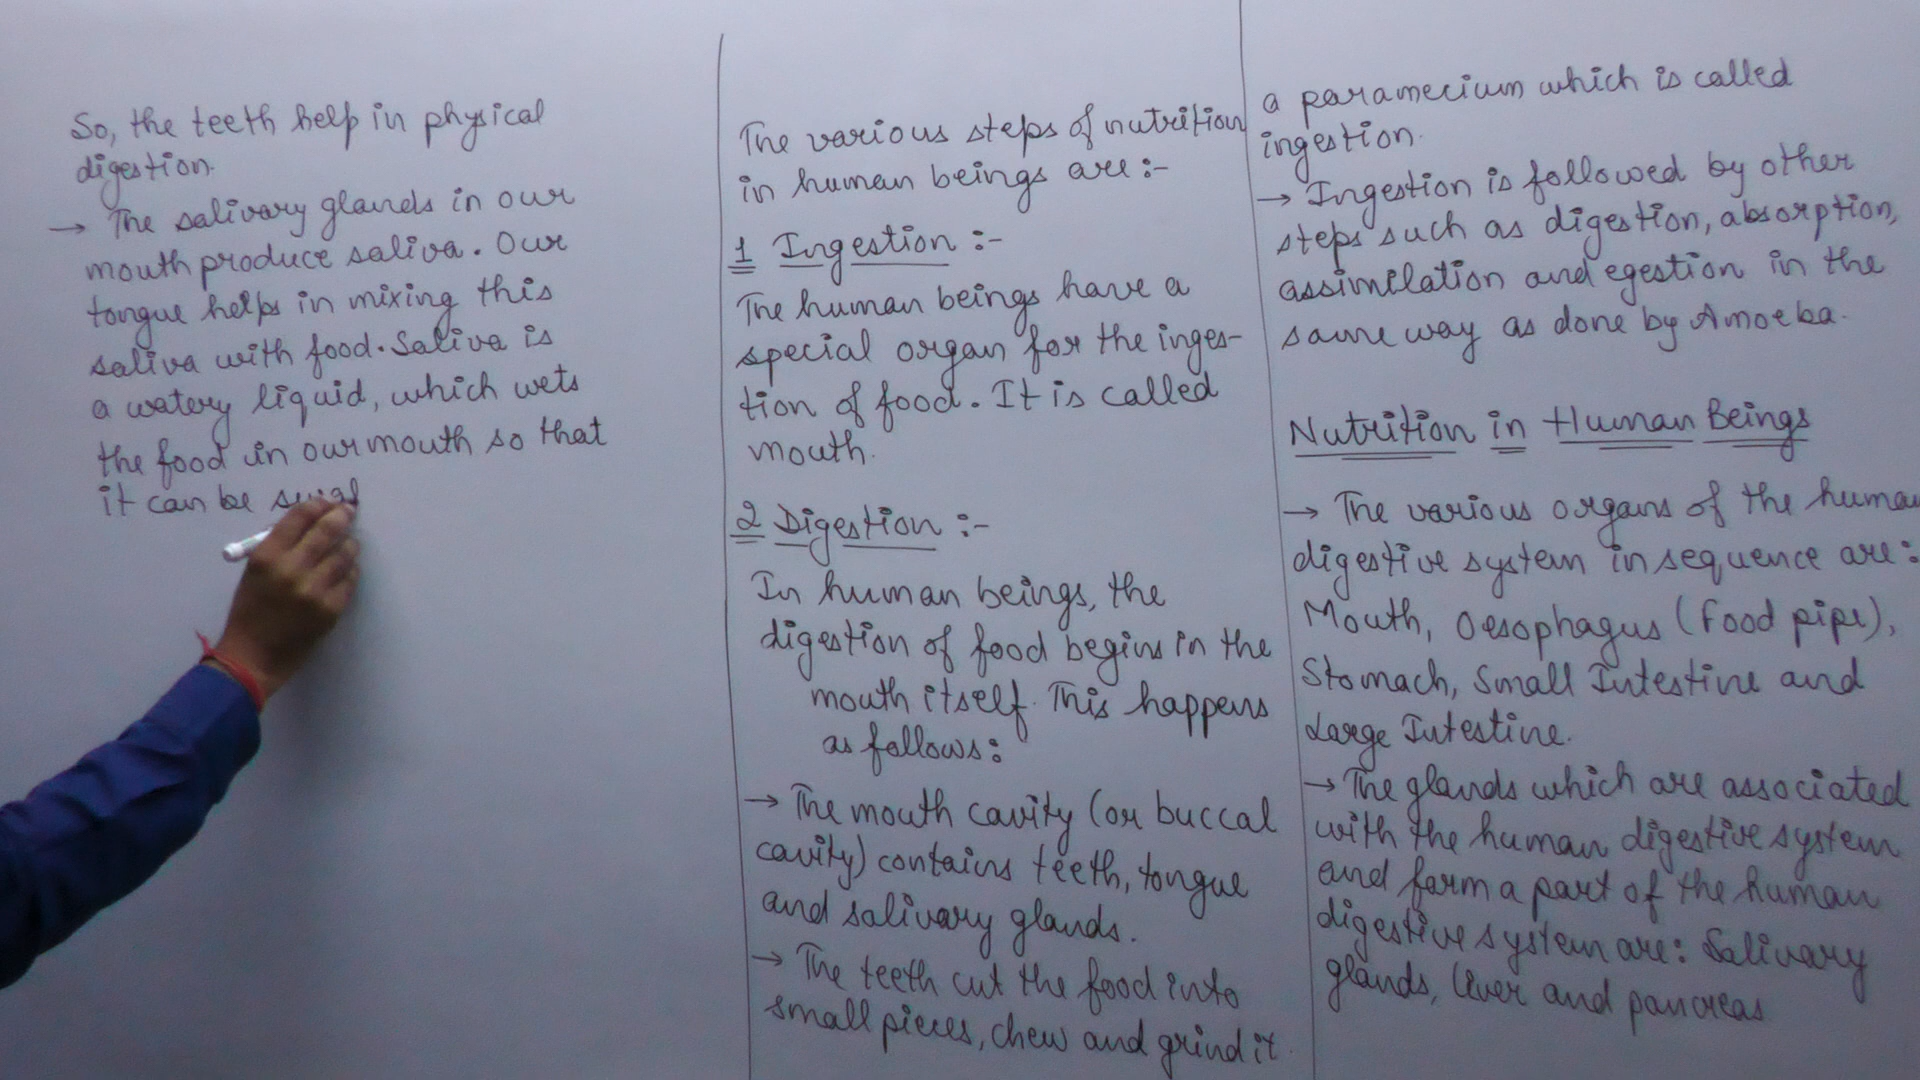 So, the teeth help in physical
digestion.
→ The salivary glands in our
mouth produce saliva. Our
tongue helps in mixing this
saliva with food. Saliva is
a watery liquid, which wets
the food in our mouth so that
it can be
The various steps of nutrition
in human beings are :-
1 Ingestion :-
The human beings have a
special organ for the inges-
tion of food. It is called
mouth.
2 Digestion :-
In human beings, the
digestion of food begins in the
mouth itself. This happens
as follows:
→ The mouth cavity (or buccal
cavity) contains teeth, tongue
and salivary glands.
→ The teeth cut the food into
small pieces, chew and grind it.
a paramecium which is called
ingestion.
→ Ingestion is followed by other
steps such as digestion, absorption,
assimilation and egestion in the
same way as done by Amoeba.
Nutrition in Human Beings
→ The various organs of the human
digestive system in sequence are:
Mouth, Oesophagus (Food pipe),
Stomach, Small Intestine and
Large Intestine.
→ The glands which are associated
with the human digestive system
and form a part of the human
digestive system are: Salivary
glands, liver and pancreas